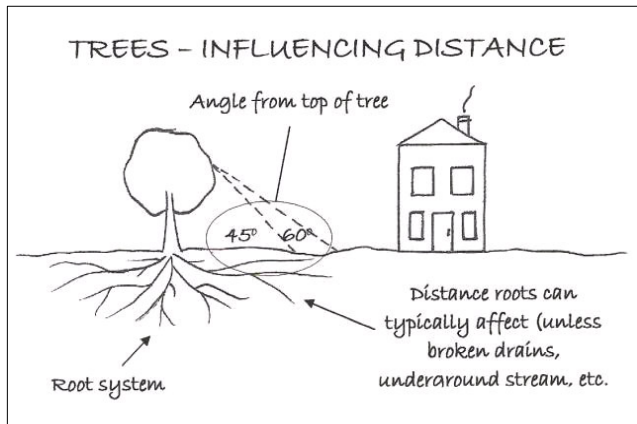 TREES – INFLUENCING DISTANCE
Angle from top of tree
45° 60°
Distance roots can
typically affect (unless
broken drains,
underaround stream, etc.
Root system